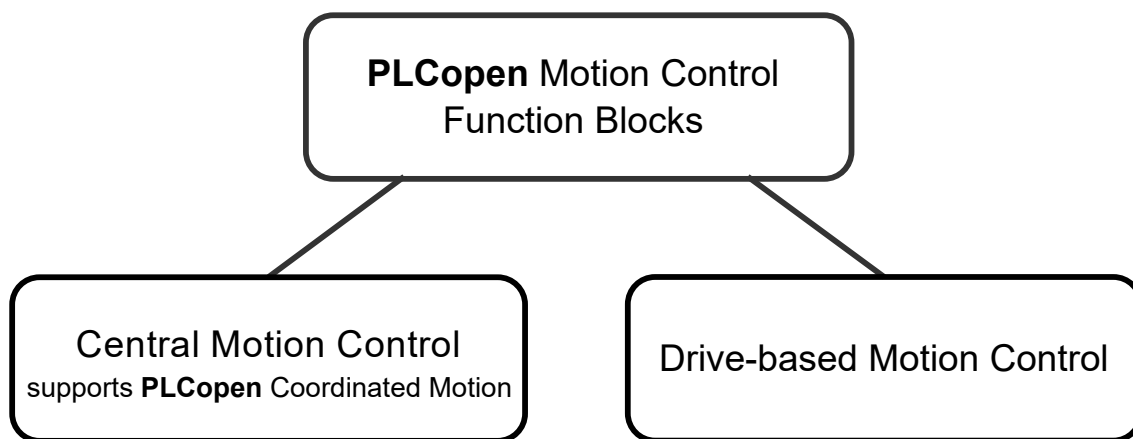 PLCopen Motion Control
Function Blocks
Central Motion Control
supports PLCopen Coordinated Motion
Drive-based Motion Control